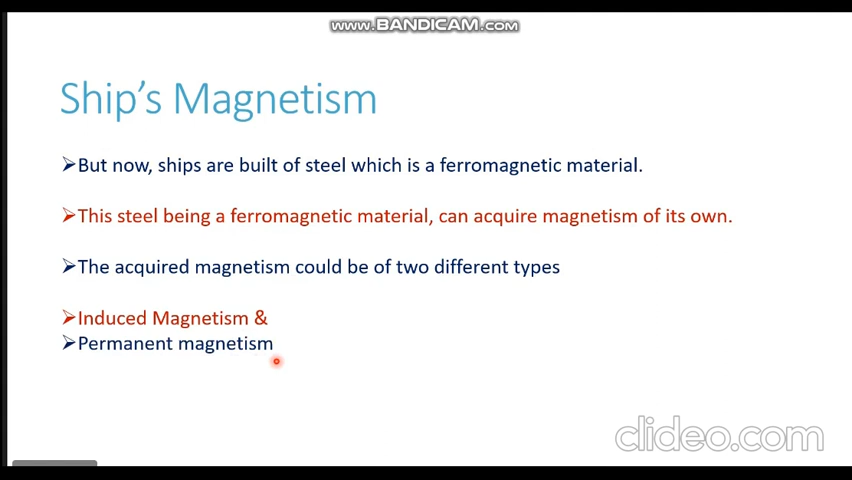 www.BANDICAM.com
Ship's Magnetism
➢But now, ships are built of steel which is a ferromagnetic material.
➢This steel being a ferromagnetic material, can acquire magnetism of its own.
➢The acquired magnetism could be of two different types
➢Induced Magnetism &
➢Permanent magnetism
clideo.com